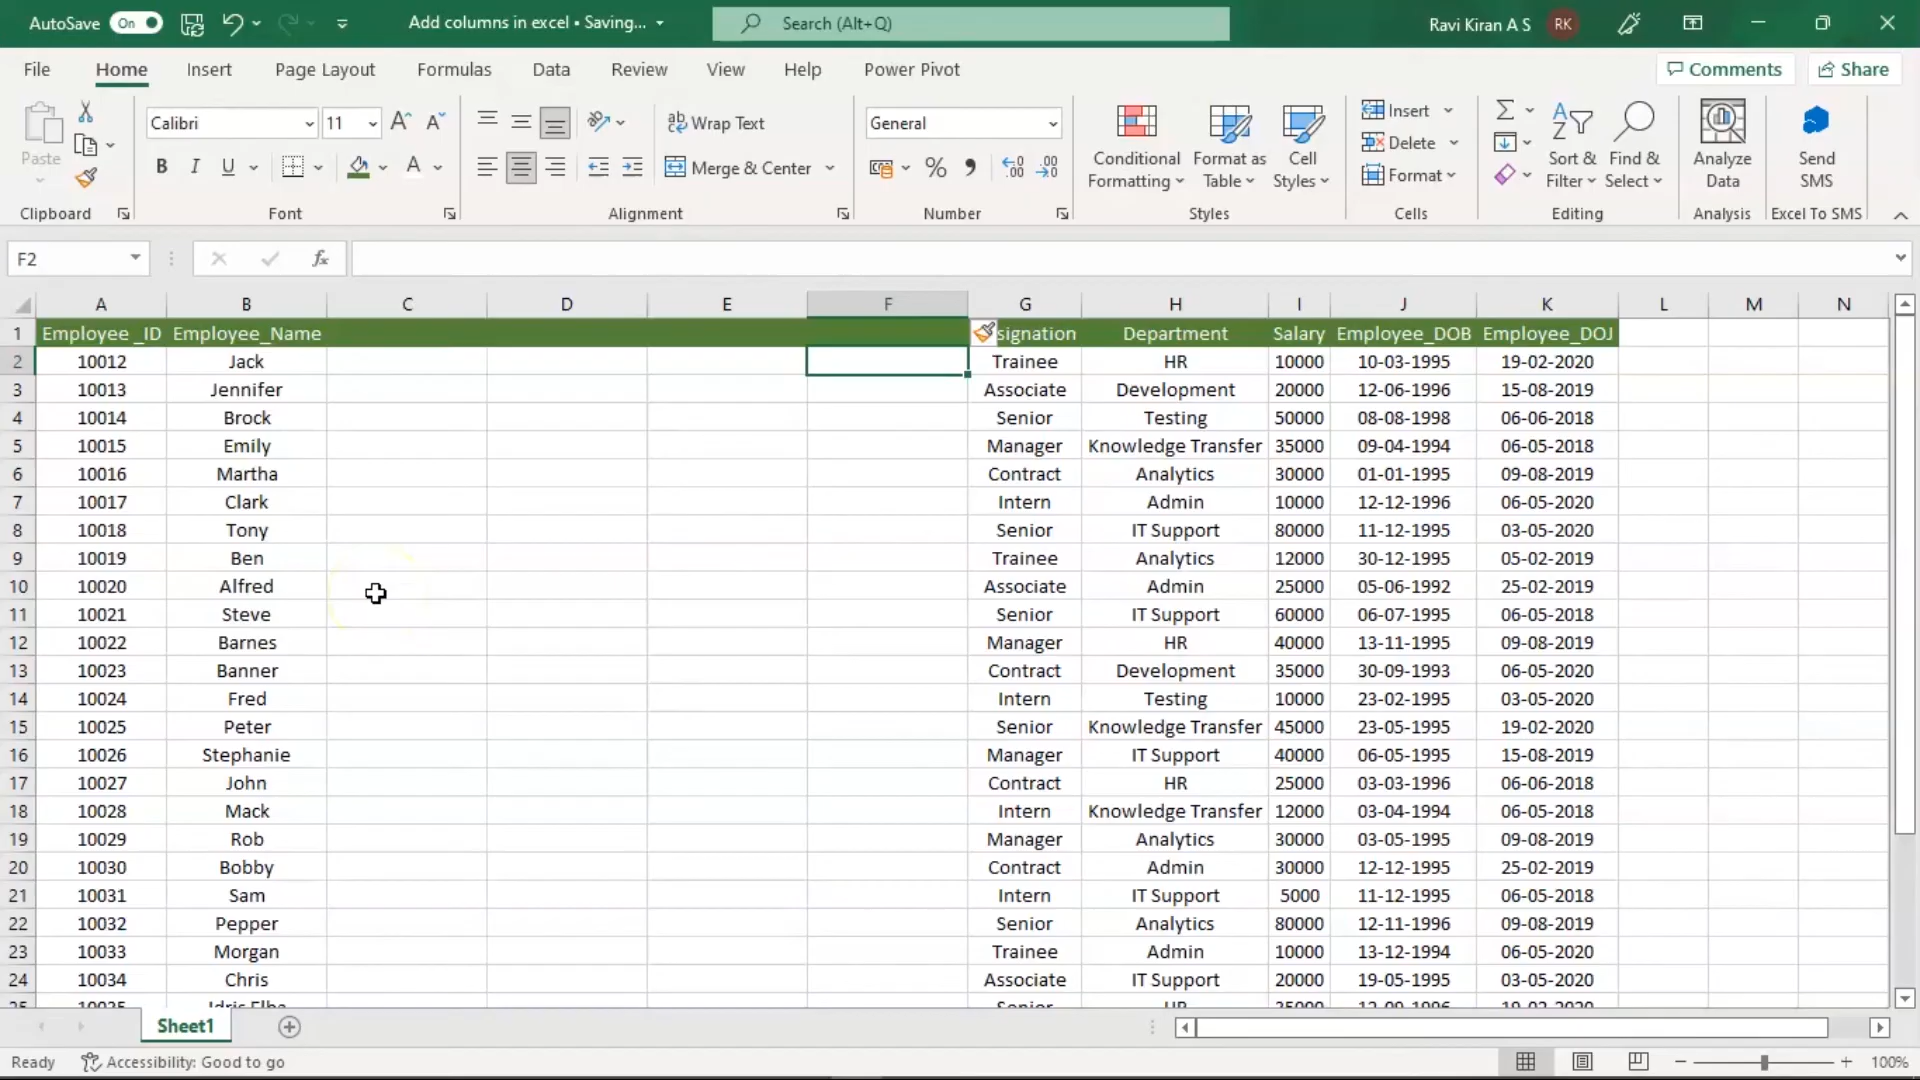 AutoSave On Add columns in excel • Saving... Search (Alt+Q) Ravi Kiran A S RK
File Home Insert Page Layout Formulas Data Review View Help Power Pivot Comments Share
Calibri 11 Wrap Text General Insert
Paste B I U A Merge & Center % Conditional Formatting Format as Table Cell Styles Delete Format Sort & Filter Find & Select Analyze Data Send SMS
Clipboard Font Alignment Number Styles Cells Editing Analysis Excel To SMS
F2 fx
A B C D E F G H I J K L M N
1 Employee _ID Employee_Name signation Department Salary Employee_DOB Employee_DOJ
2 10012 Jack Trainee HR 10000 10-03-1995 19-02-2020
3 10013 Jennifer Associate Development 20000 12-06-1996 15-08-2019
4 10014 Brock Senior Testing 50000 08-08-1998 06-06-2018
5 10015 Emily Manager Knowledge Transfer 35000 09-04-1994 06-05-2018
6 10016 Martha Contract Analytics 30000 01-01-1995 09-08-2019
7 10017 Clark Intern Admin 10000 12-12-1996 06-05-2020
8 10018 Tony Senior IT Support 80000 11-12-1995 03-05-2020
9 10019 Ben Trainee Analytics 12000 30-12-1995 05-02-2019
10 10020 Alfred Associate Admin 25000 05-06-1992 25-02-2019
11 10021 Steve Senior IT Support 60000 06-07-1995 06-05-2018
12 10022 Barnes Manager HR 40000 13-11-1995 09-08-2019
13 10023 Banner Contract Development 35000 30-09-1993 06-05-2020
14 10024 Fred Intern Testing 10000 23-02-1995 03-05-2020
15 10025 Peter Senior Knowledge Transfer 45000 23-05-1995 19-02-2020
16 10026 Stephanie Manager IT Support 40000 06-05-1995 15-08-2019
17 10027 John Contract HR 25000 03-03-1996 06-06-2018
18 10028 Mack Intern Knowledge Transfer 12000 03-04-1994 06-05-2018
19 10029 Rob Manager Analytics 30000 03-05-1995 09-08-2019
20 10030 Bobby Contract Admin 30000 12-12-1995 25-02-2019
21 10031 Sam Intern IT Support 5000 11-12-1995 06-05-2018
22 10032 Pepper Senior Analytics 80000 12-11-1996 09-08-2019
23 10033 Morgan Trainee Admin 10000 13-12-1994 06-05-2020
24 10034 Chris Associate IT Support 20000 19-05-1995 03-05-2020
Sheet1
Ready Accessibility: Good to go 100%